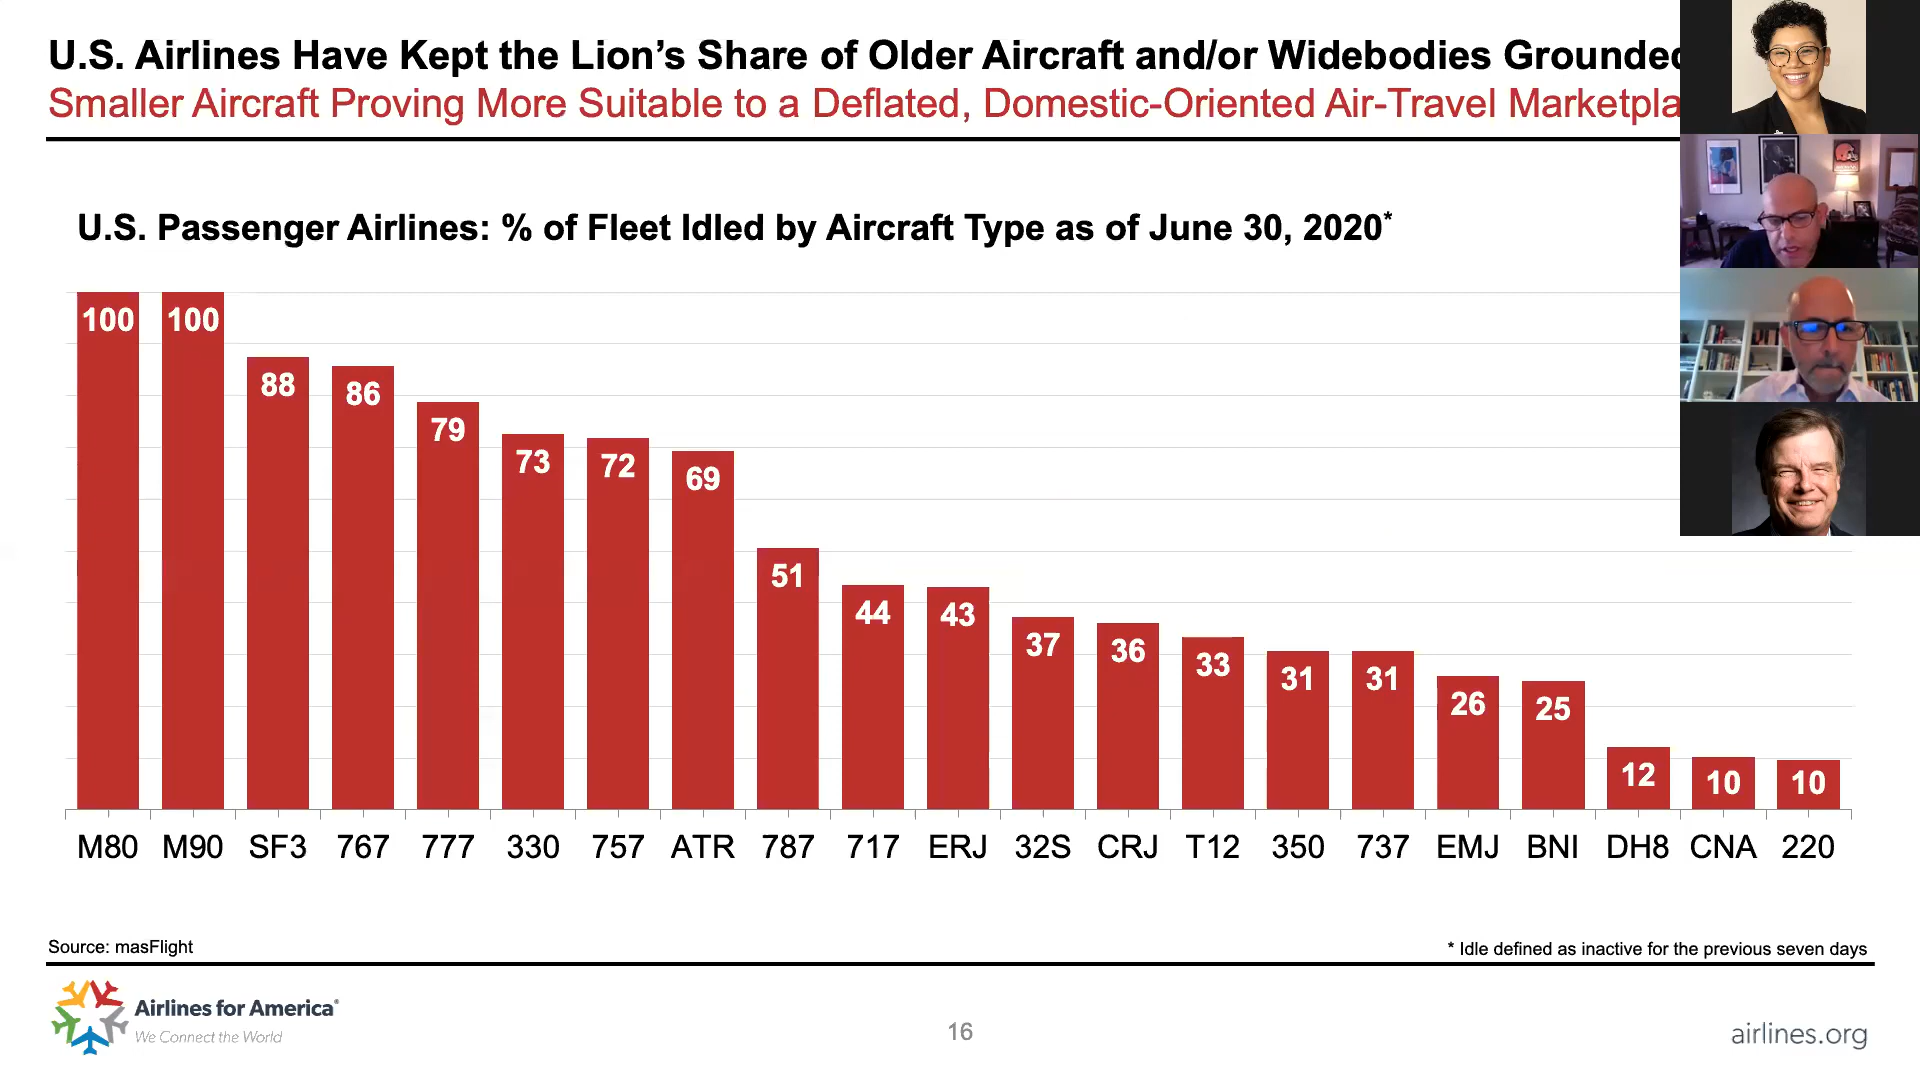 U.S. Airlines Have Kept the Lion’s Share of Older Aircraft and/or Widebodies Grounded
Smaller Aircraft Proving More Suitable to a Deflated, Domestic-Oriented Air-Travel Marketpla
U.S. Passenger Airlines: % of Fleet Idled by Aircraft Type as of June 30, 2020*
100 100 88 86 79 73 72 69 51 44 43 37 36 33 31 31 26 25 12 10 10
M80 M90 SF3 767 777 330 757 ATR 787 717 ERJ 32S CRJ T12 350 737 EMJ BNI DH8 CNA 220
Source: masFlight
* Idle defined as inactive for the previous seven days
Airlines for America®
We Connect the World
16
airlines.org